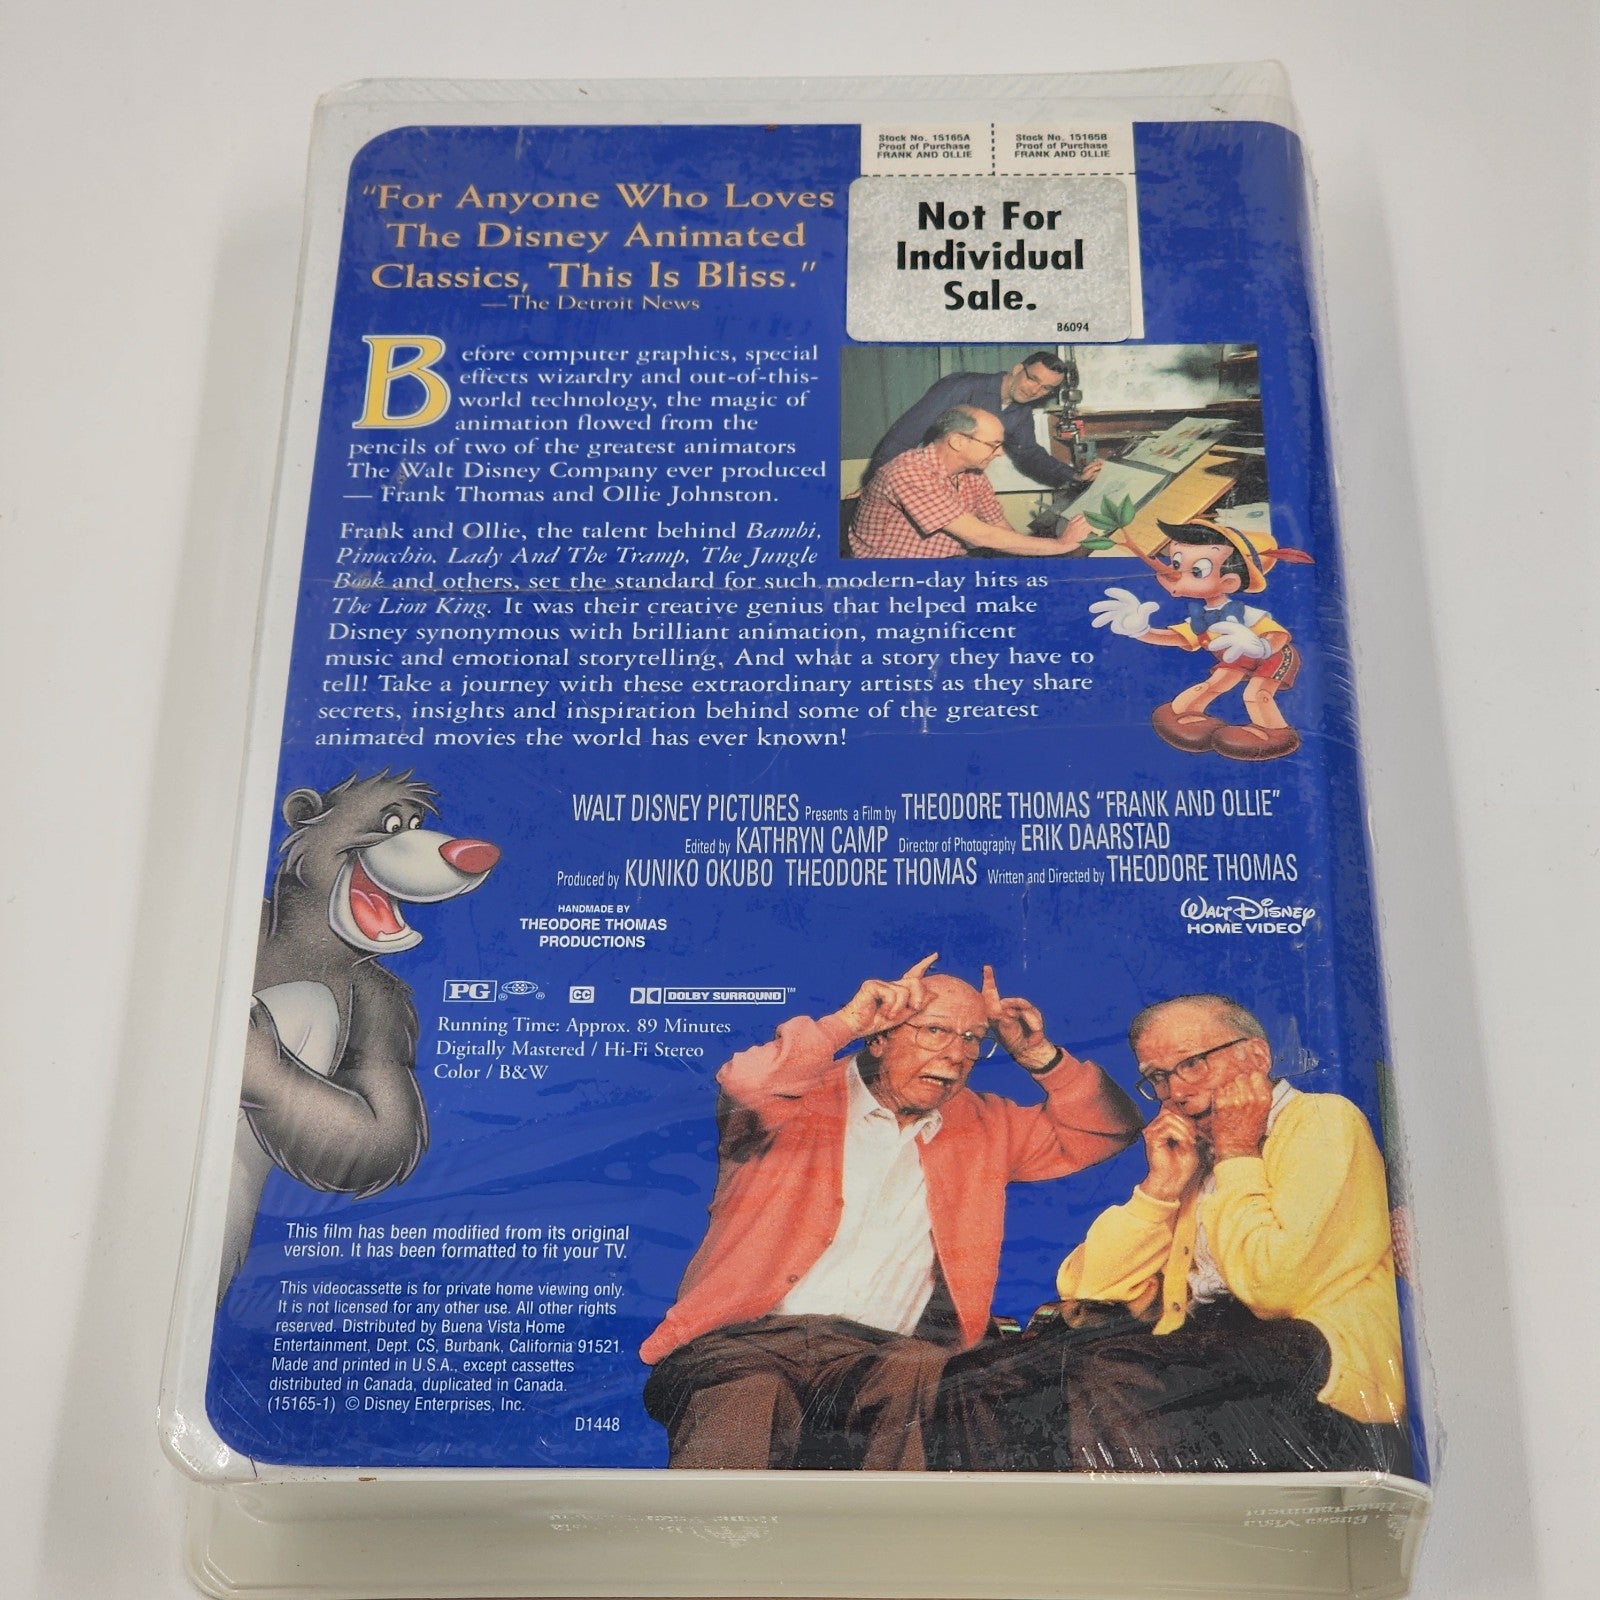 Stock No. 15165A
Proof of Purchase
FRANK AND OLLIE
Stock No. 15165B
Proof of Purchase
FRANK AND OLLIE
"For Anyone Who Loves
The Disney Animated
Classics, This Is Bliss."
—The Detroit News
Not For
Individual
Sale.
B6094
Before computer graphics, special
effects wizardry and out-of-this-
world technology, the magic of
animation flowed from the
pencils of two of the greatest animators
The Walt Disney Company ever produced
— Frank Thomas and Ollie Johnston.
Frank and Ollie, the talent behind Bambi,
Pinocchio, Lady And The Tramp, The Jungle
Book and others, set the standard for such modern-day hits as
The Lion King. It was their creative genius that helped make
Disney synonymous with brilliant animation, magnificent
music and emotional storytelling. And what a story they have to
tell! Take a journey with these extraordinary artists as they share
secrets, insights and inspiration behind some of the greatest
animated movies the world has ever known!
WALT DISNEY PICTURES Presents a Film by THEODORE THOMAS "FRANK AND OLLIE"
Edited by KATHRYN CAMP Director of Photography ERIK DAARSTAD
Produced by KUNIKO OKUBO THEODORE THOMAS Written and Directed by THEODORE THOMAS
HANDMADE BY
THEODORE THOMAS
PRODUCTIONS
WALT DISNEY
HOME VIDEO
PG ® ® CC DOLBY SURROUND™
Running Time: Approx. 89 Minutes
Digitally Mastered / Hi-Fi Stereo
Color / B&W
This film has been modified from its original
version. It has been formatted to fit your TV.
This videocassette is for private home viewing only.
It is not licensed for any other use. All other rights
reserved. Distributed by Buena Vista Home
Entertainment, Dept. CS, Burbank, California 91521.
Made and printed in U.S.A., except cassettes
distributed in Canada, duplicated in Canada.
(15165-1) © Disney Enterprises, Inc.
D1448